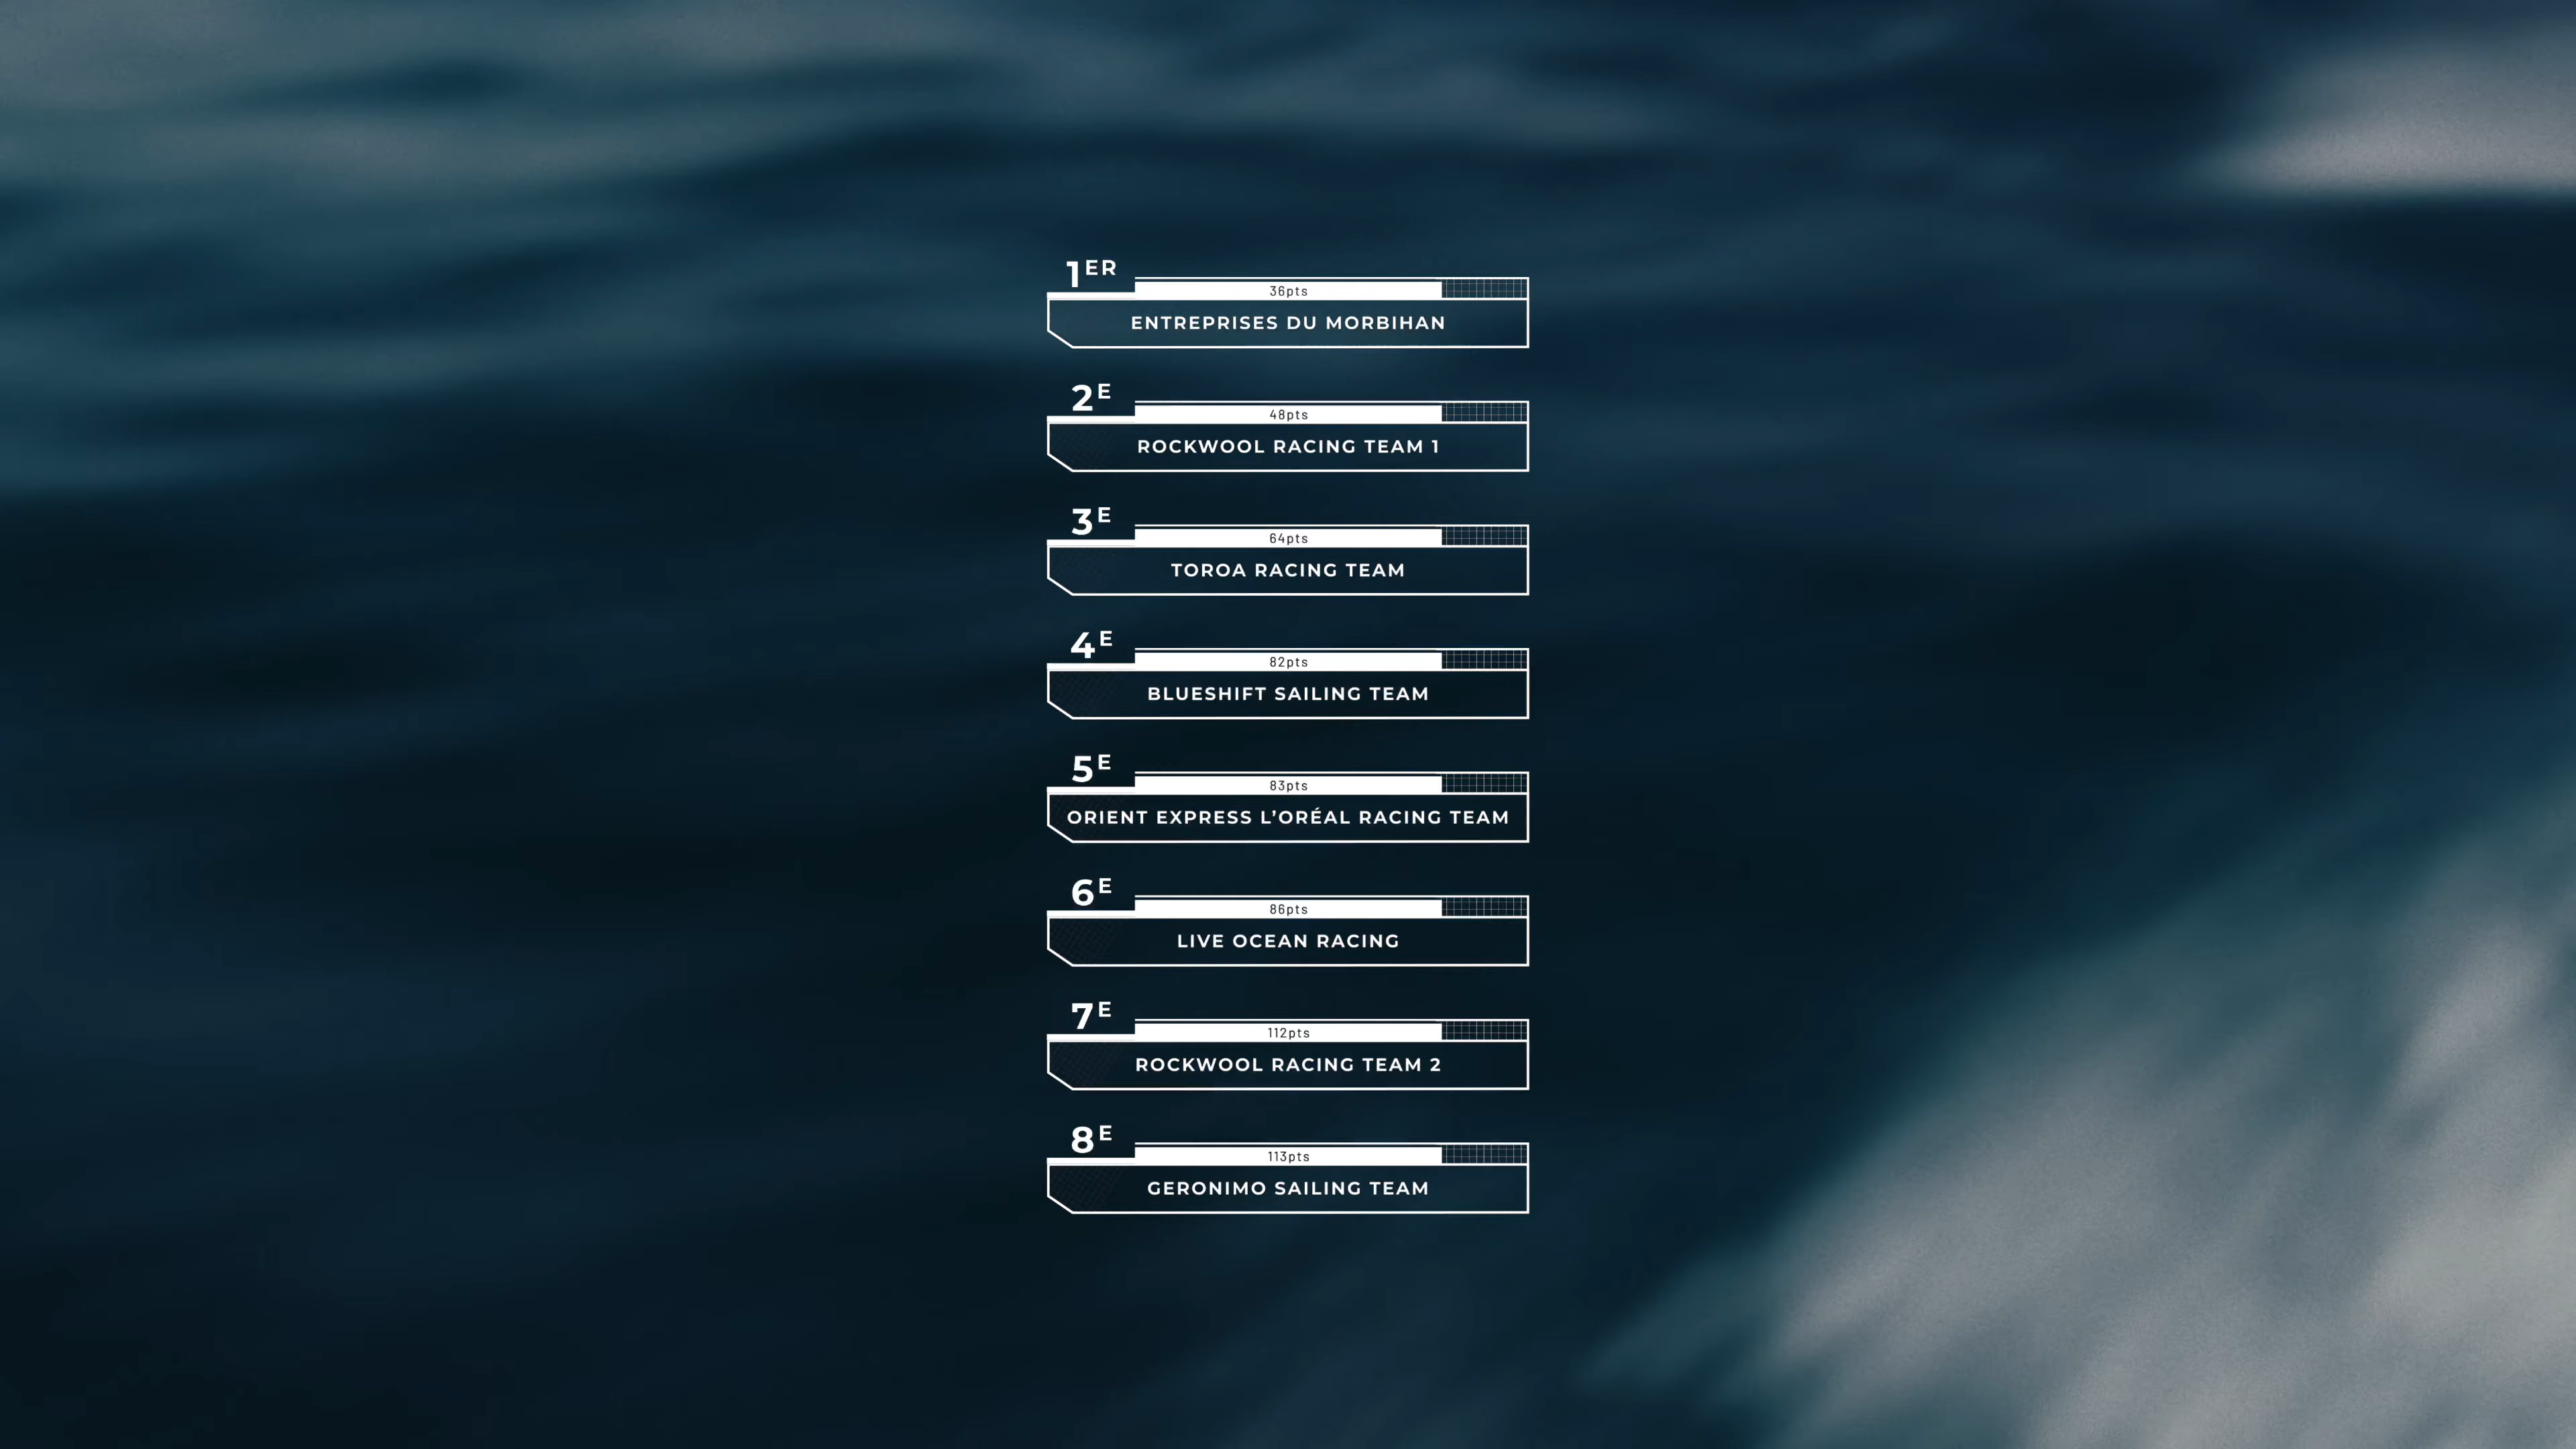 1ER
36pts
ENTREPRISES DU MORBIHAN
2E
48pts
ROCKWOOL RACING TEAM 1
3E
64pts
TOROA RACING TEAM
4E
82pts
BLUESHIFT SAILING TEAM
5E
83pts
ORIENT EXPRESS L’ORÉAL RACING TEAM
6E
86pts
LIVE OCEAN RACING
7E
112pts
ROCKWOOL RACING TEAM 2
8E
113pts
GERONIMO SAILING TEAM